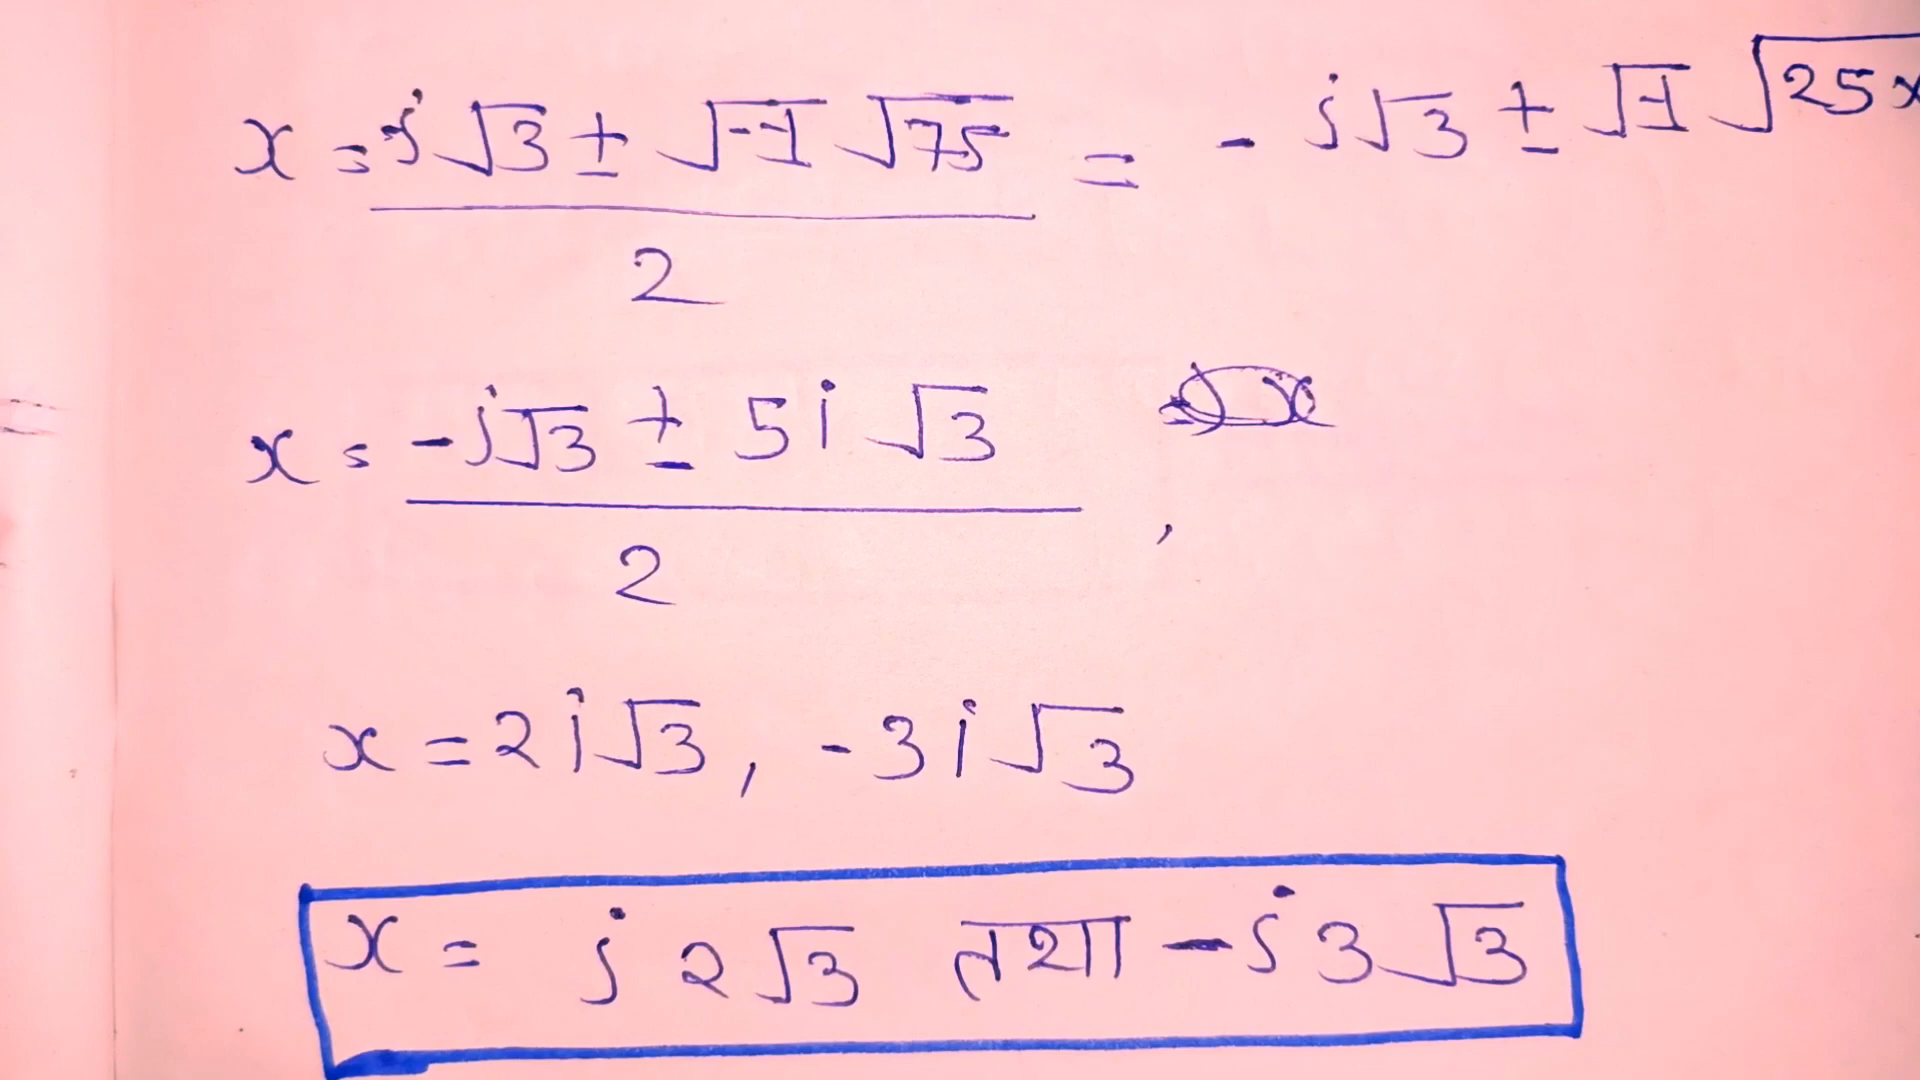 x = i√3 ± √-1 √75 / 2 = - i√3 ± √-1 √25x
x = -i√3 ± 5i √3 / 2 ,
x = 2i√3, -3i√3
x = i 2√3 तथा -i 3√3